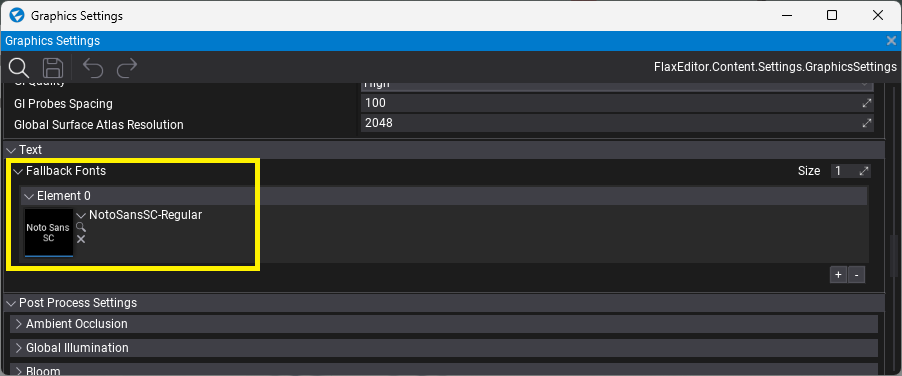 Graphics Settings
Graphics Settings
FlaxEditor.Content.Settings.GraphicsSettings
GI Quality High
GI Probes Spacing 100
Global Surface Atlas Resolution 2048
Text
Fallback Fonts Size 1
Element 0
NotoSansSC-Regular
Noto Sans
SC
+ -
Post Process Settings
Ambient Occlusion
Global Illumination
Bloom